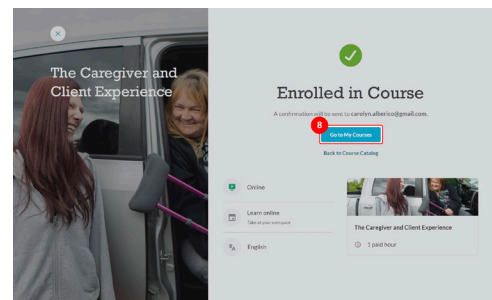 The Caregiver and
Client Experience
Enrolled in Course
A confirmation will be sent to carolyn.alberico@gmail.com.
8
Go to My Courses
Back to Course Catalog
Online
Learn online
Take at your own pace
English
The Caregiver and Client Experience
1 paid hour